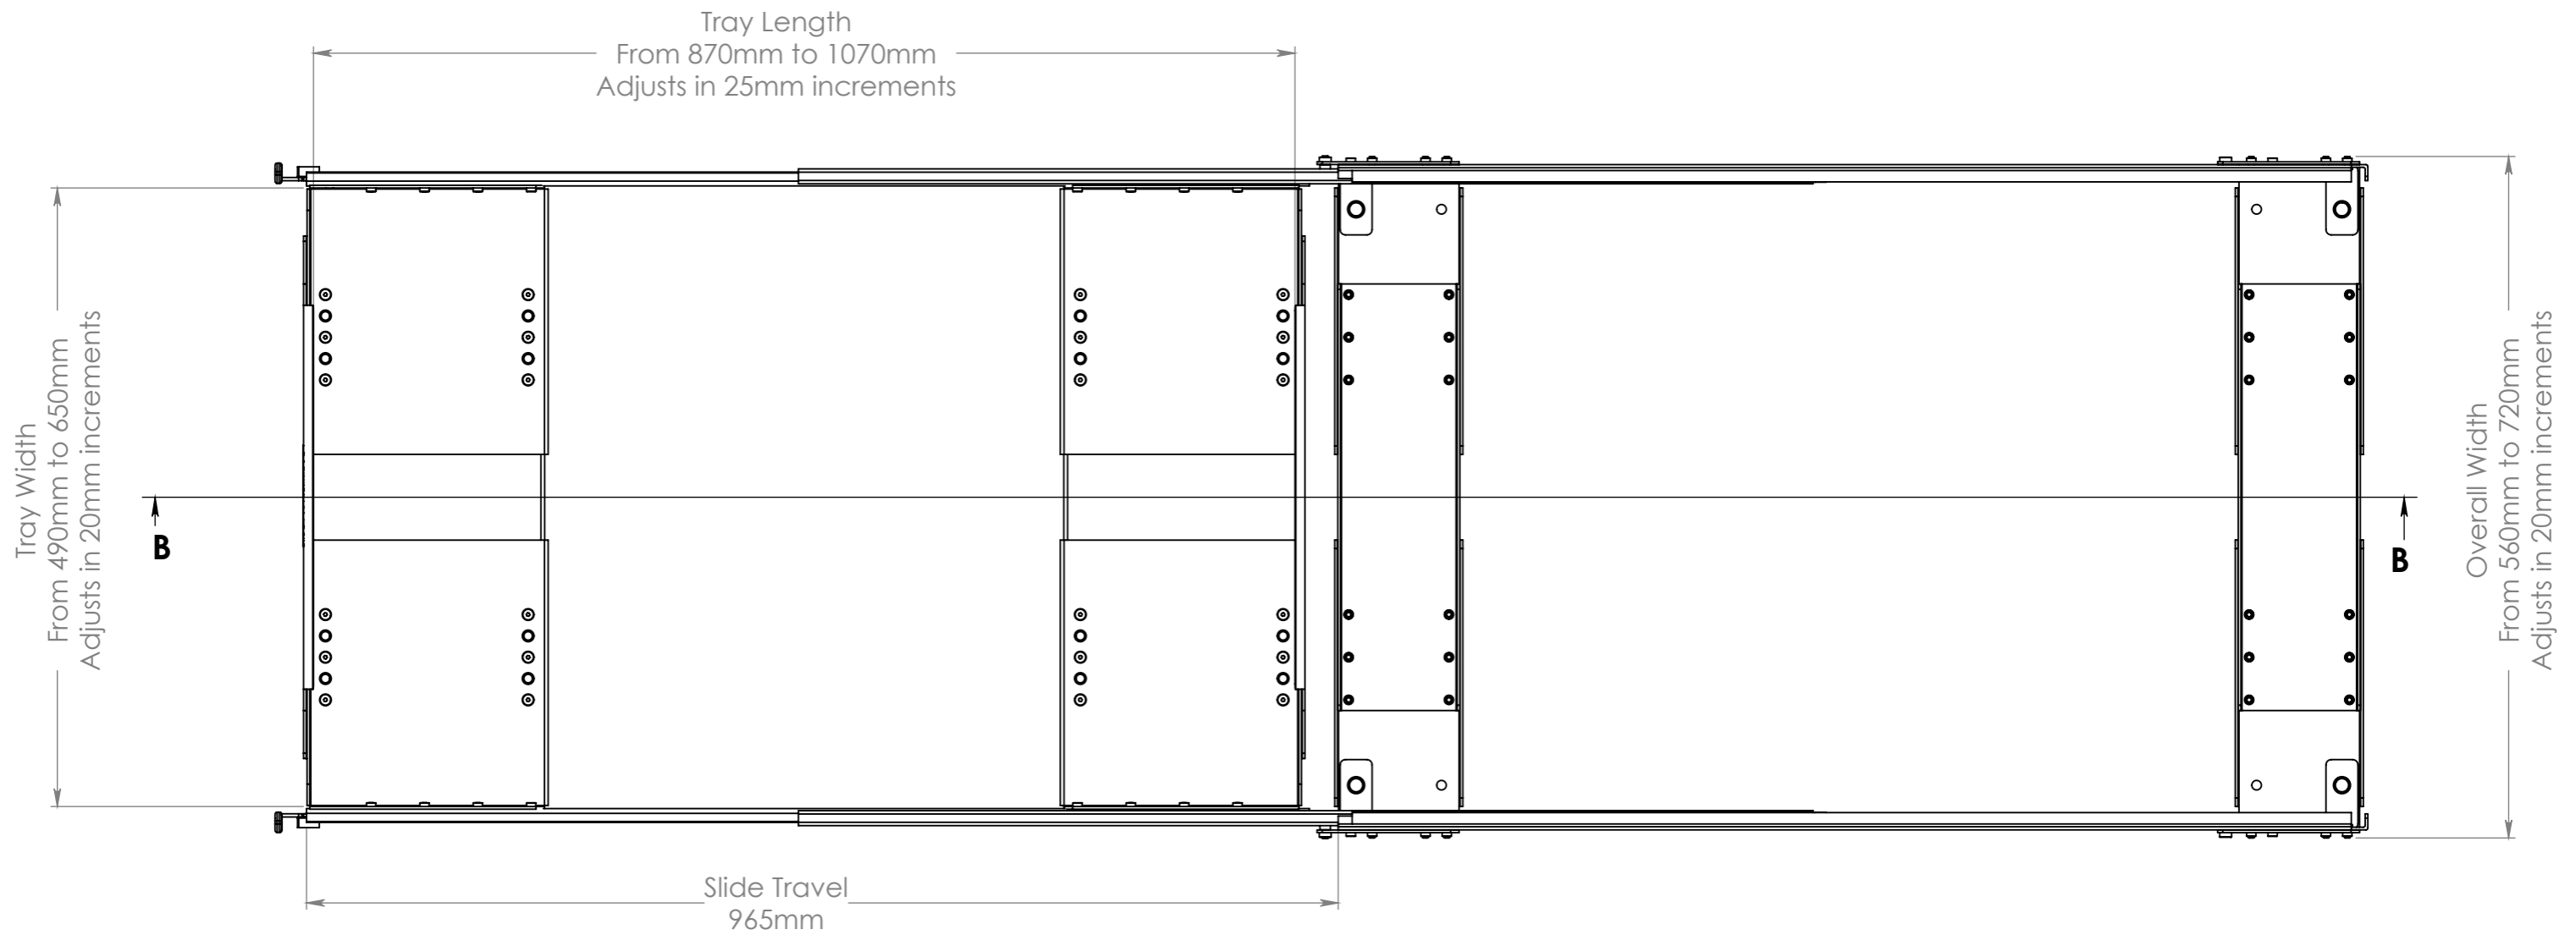 Tray Length
From 870mm to 1070mm
Adjusts in 25mm increments
Tray Width
From 490mm to 650mm
Adjusts in 20mm increments
B
B
Overall Width
From 560mm to 720mm
Adjusts in 20mm increments
Slide Travel
965mm